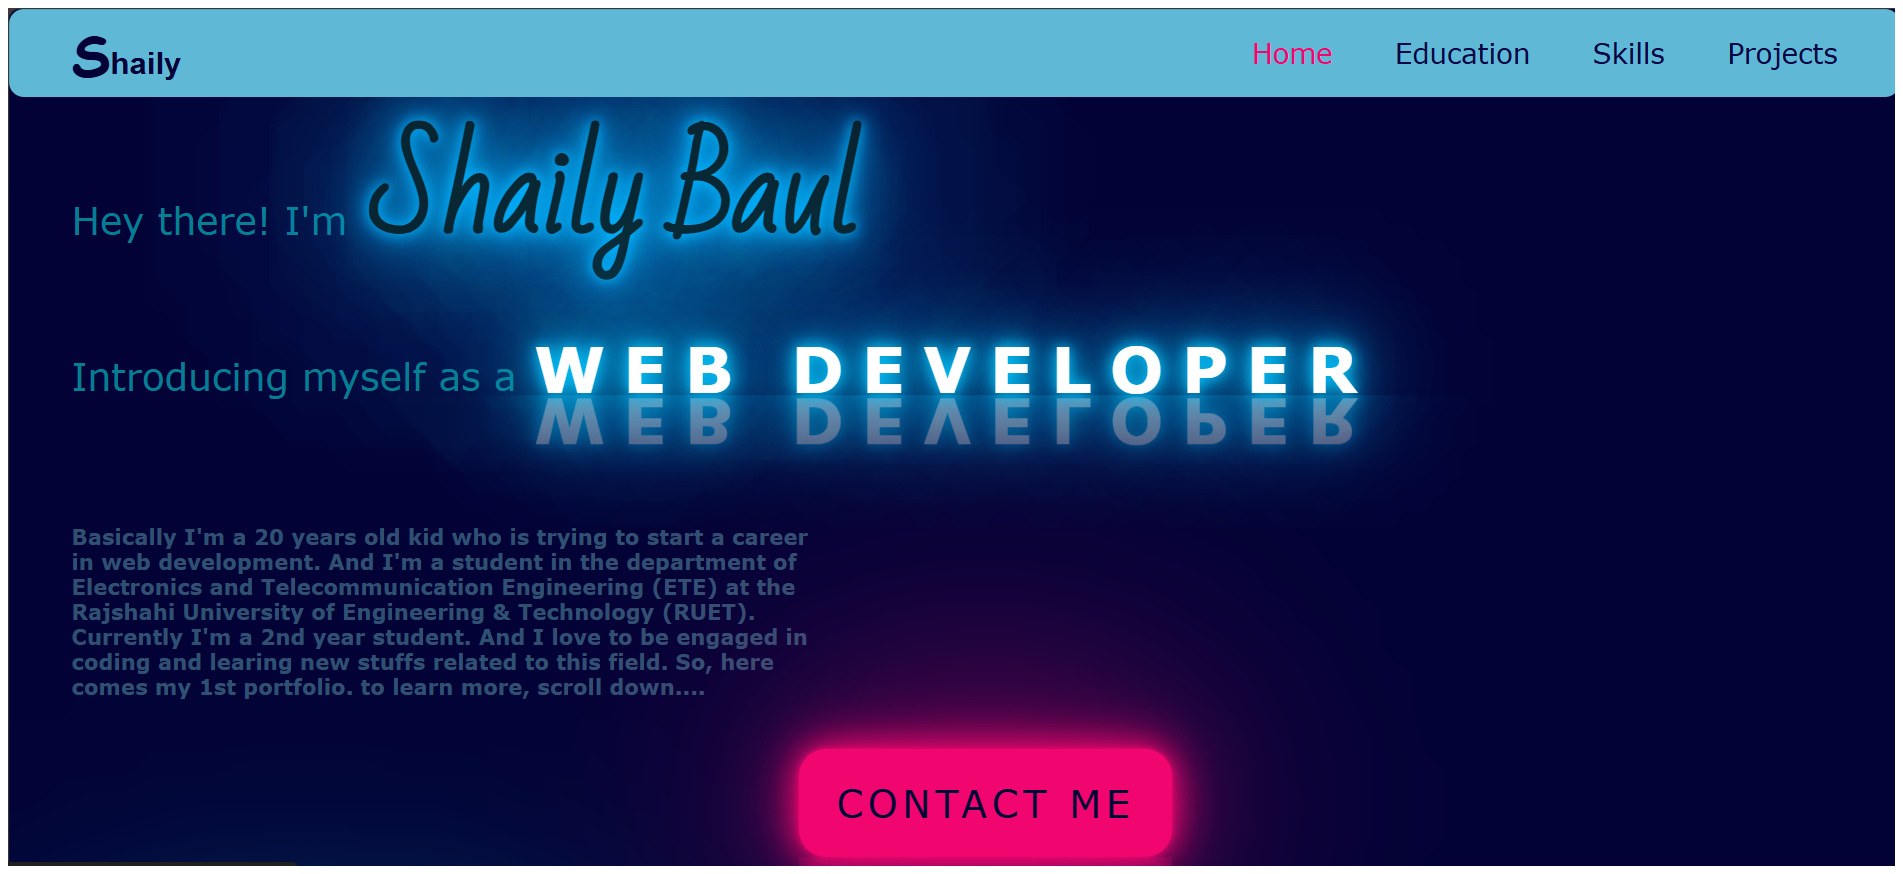 Shaily
Home Education Skills Projects
Hey there! I'm Shaily Baul
Introducing myself as a WEB DEVELOPER
Basically I'm a 20 years old kid who is trying to start a career
in web development. And I'm a student in the department of
Electronics and Telecommunication Engineering (ETE) at the
Rajshahi University of Engineering & Technology (RUET).
Currently I'm a 2nd year student. And I love to be engaged in
coding and learing new stuffs related to this field. So, here
comes my 1st portfolio. to learn more, scroll down....
CONTACT ME